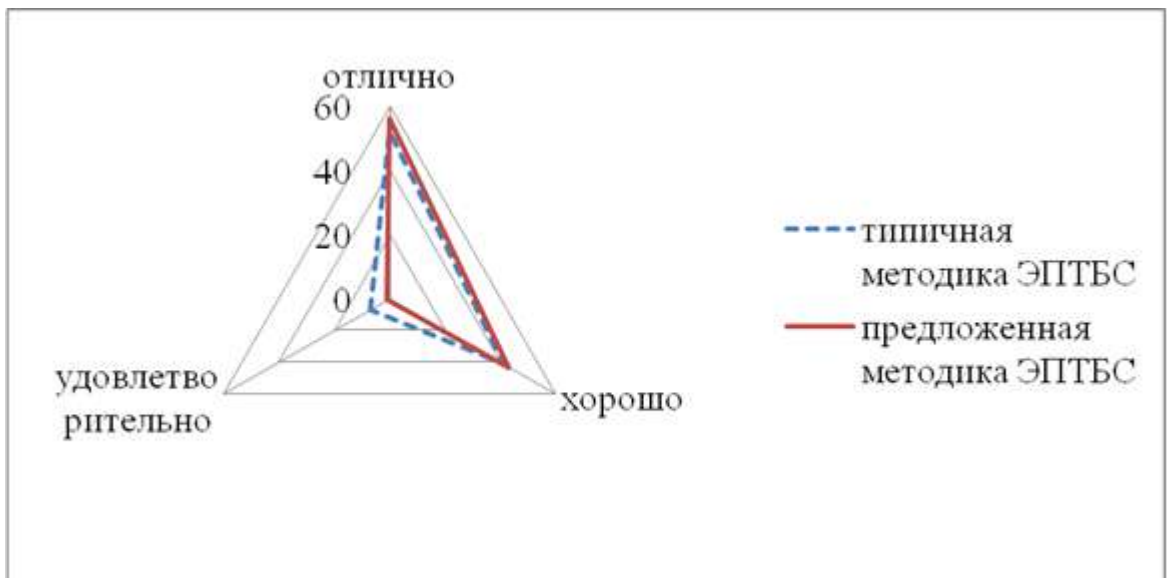 отлично
60
40
20
0
удовлетво
рительно
хорошо
типичная
методика ЭПТБС
предложенная
методика ЭПТБС